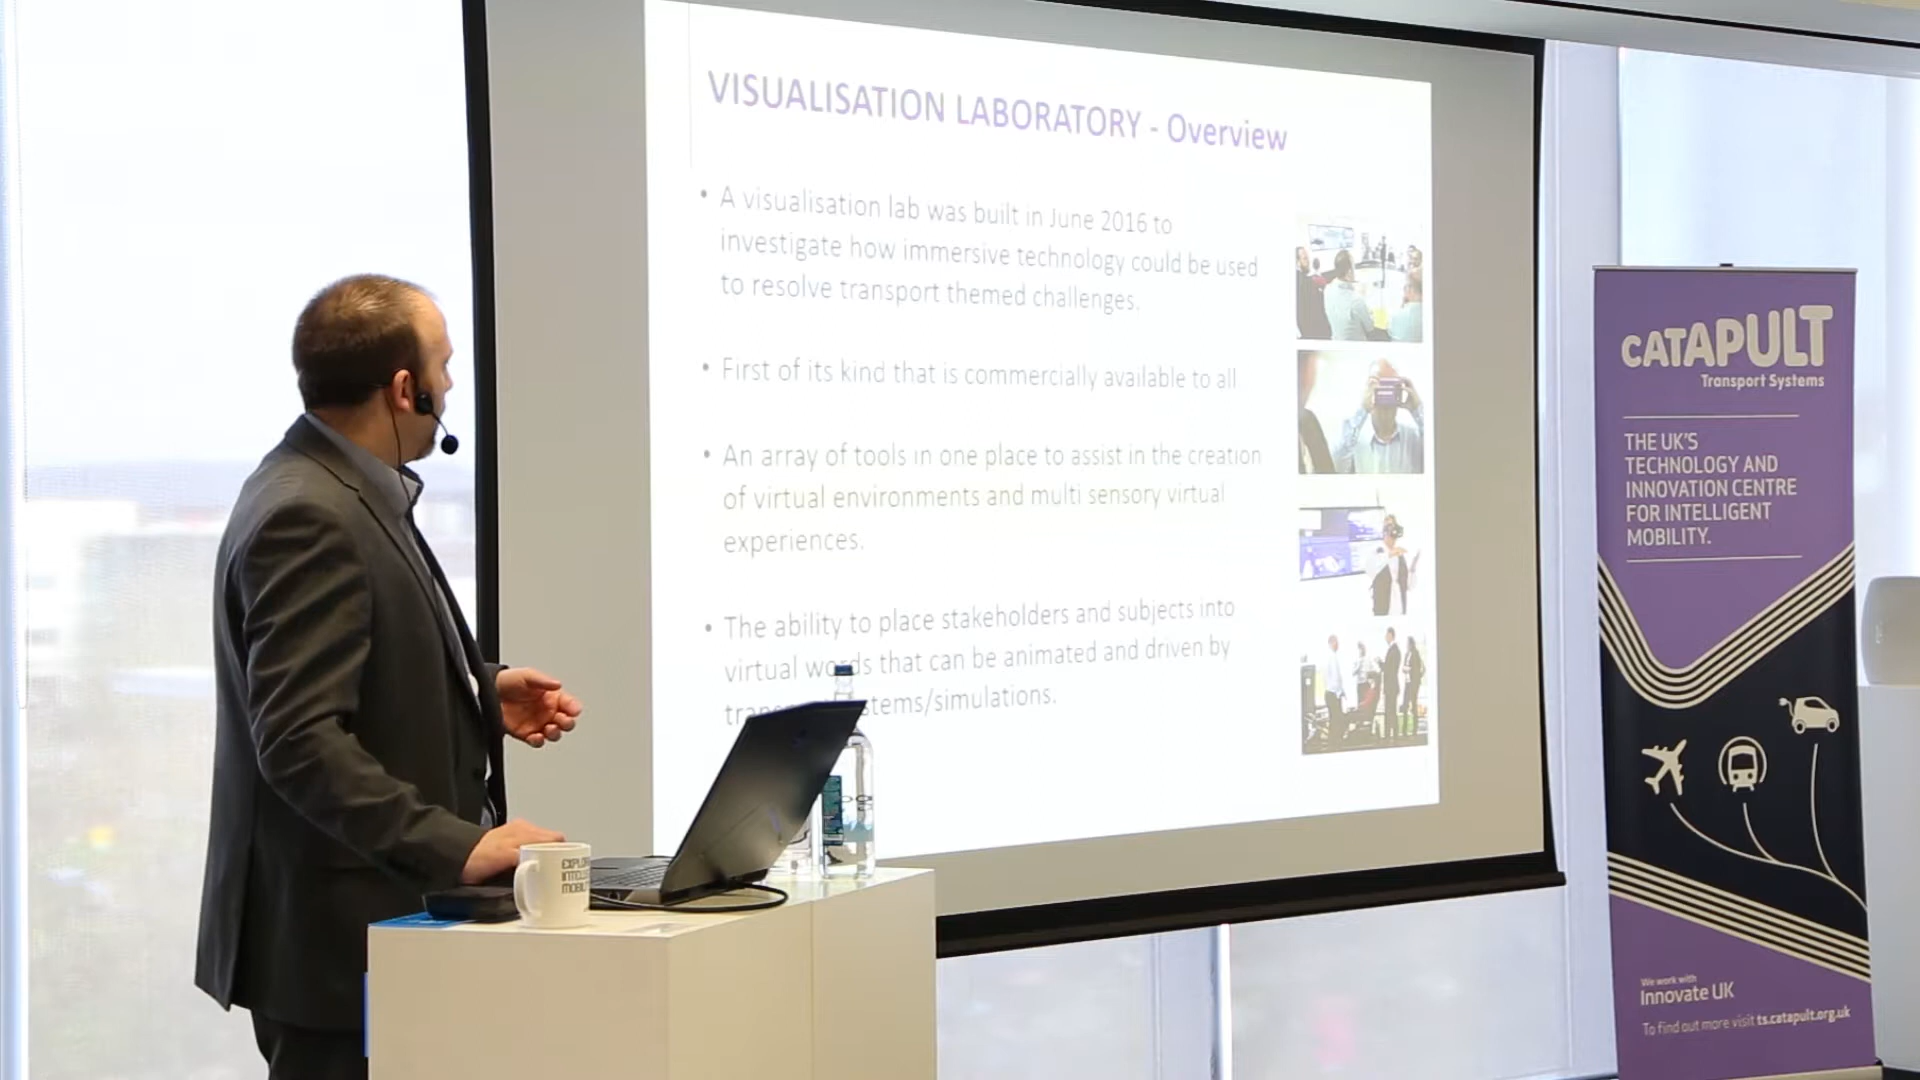 VISUALISATION LABORATORY - Overview
• A visualisation lab was built in June 2016 to
investigate how immersive technology could be used
to resolve transport themed challenges.
• First of its kind that is commercially available to all
• An array of tools in one place to assist in the creation
of virtual environments and multi sensory virtual
experiences.
• The ability to place stakeholders and subjects into
virtual words that can be animated and driven by
stems/simulations.
CATAPULT
Transport Systems
THE UK'S
TECHNOLOGY AND
INNOVATION CENTRE
FOR INTELLIGENT
MOBILITY.
We work with
Innovate UK
To find out more visit ts.catapult.org.uk